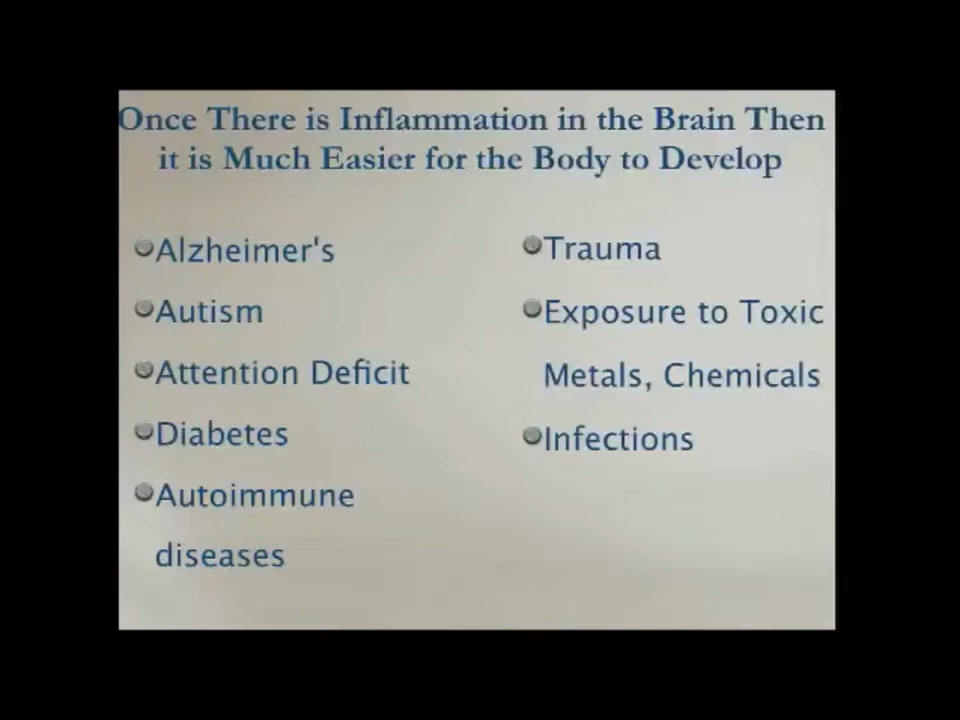 Once There is Inflammation in the Brain Then
it is Much Easier for the Body to Develop
Alzheimer's
Autism
Attention Deficit
Diabetes
Autoimmune
diseases
Trauma
Exposure to Toxic
Metals, Chemicals
Infections